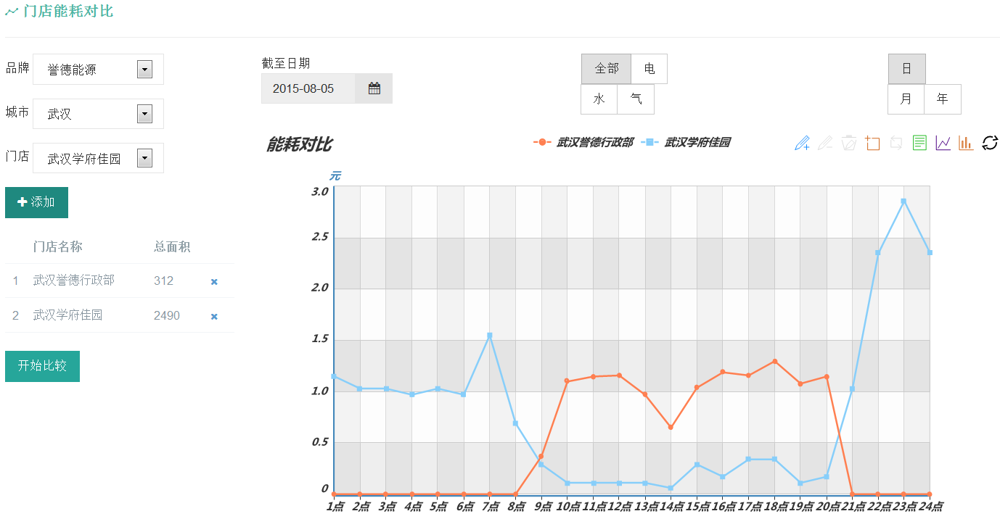 门店能耗对比
品牌 誉德能源
城市 武汉
门店 武汉学府佳园
添加
门店名称 总面积
1 武汉誉德行政部 312
2 武汉学府佳园 2490
开始比较
截至日期
2015-08-05
全部 电
水 气
日
月 年
能耗对比
武汉誉德行政部 武汉学府佳园
元
3.0
2.5
2.0
1.5
1.0
0.5
0
1点 2点 3点 4点 5点 6点 7点 8点 9点 10点 11点 12点 13点 14点 15点 16点 17点 18点 19点 20点 21点 22点 23点 24点